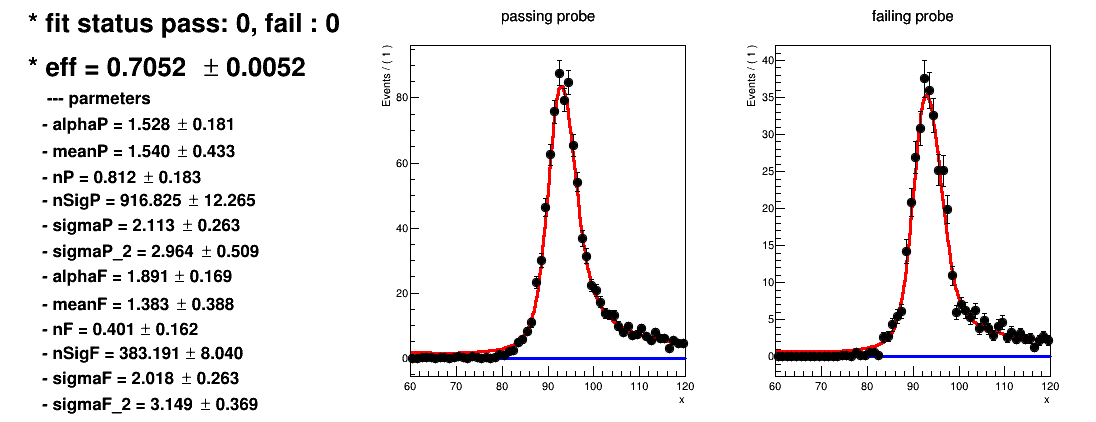 * fit status pass: 0, fail : 0
* eff = 0.7052 ± 0.0052
--- parmeters
- alphaP = 1.528 ± 0.181
- meanP = 1.540 ± 0.433
- nP = 0.812 ± 0.183
- nSigP = 916.825 ± 12.265
- sigmaP = 2.113 ± 0.263
- sigmaP_2 = 2.964 ± 0.509
- alphaF = 1.891 ± 0.169
- meanF = 1.383 ± 0.388
- nF = 0.401 ± 0.162
- nSigF = 383.191 ± 8.040
- sigmaF = 2.018 ± 0.263
- sigmaF_2 = 3.149 ± 0.369
passing probe
Events / ( 1 )
80
60
40
20
0
60 70 80 90 100 110 120
x
failing probe
Events / ( 1 )
40
35
30
25
20
15
10
5
0
60 70 80 90 100 110 120
x